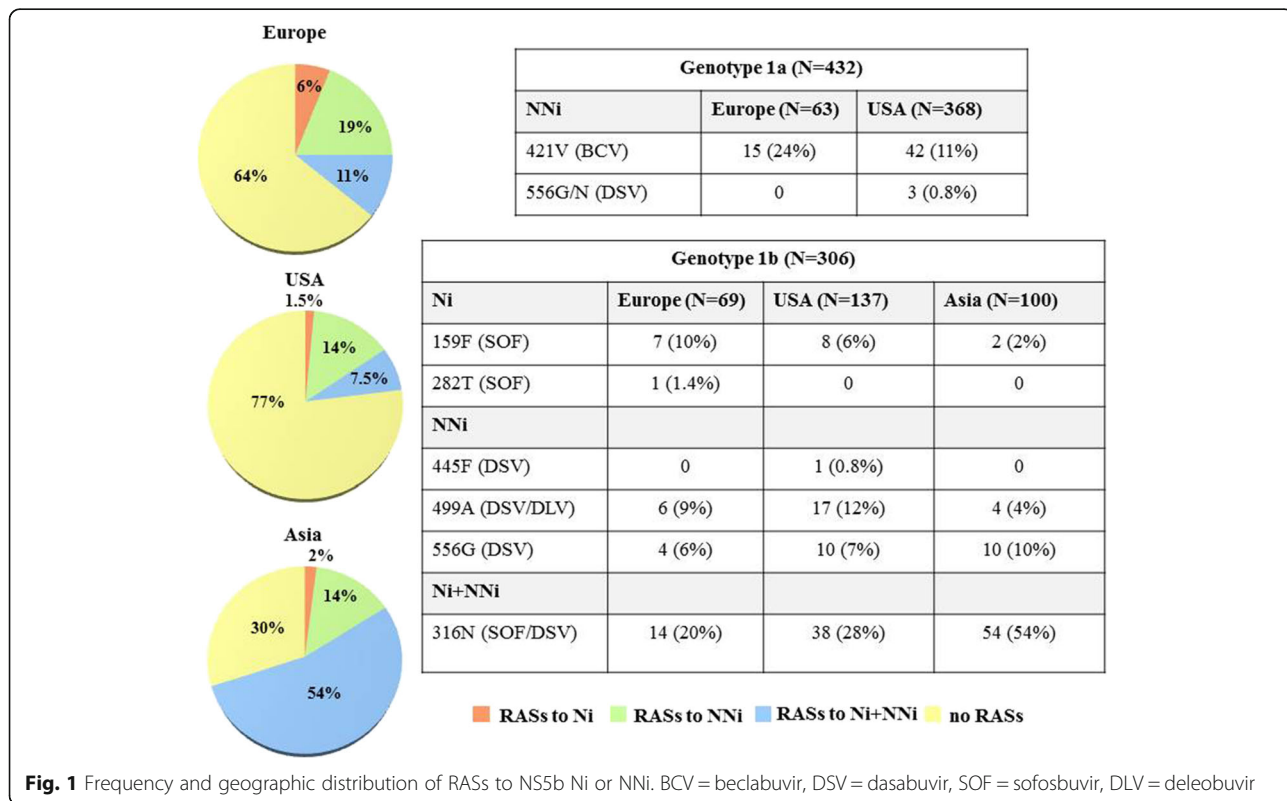 Europe
6%
19%
11%
64%
USA
1.5%
14%
7.5%
77%
Asia
2%
14%
54%
30%
Genotype 1a (N=432)
NNi Europe (N=63) USA (N=368)
421V (BCV) 15 (24%) 42 (11%)
556G/N (DSV) 0 3 (0.8%)
Genotype 1b (N=306)
Ni Europe (N=69) USA (N=137) Asia (N=100)
159F (SOF) 7 (10%) 8 (6%) 2 (2%)
282T (SOF) 1 (1.4%) 0 0
NNi
445F (DSV) 0 1 (0.8%) 0
499A (DSV/DLV) 6 (9%) 17 (12%) 4 (4%)
556G (DSV) 4 (6%) 10 (7%) 10 (10%)
Ni+NNi
316N (SOF/DSV) 14 (20%) 38 (28%) 54 (54%)
RASs to Ni RASs to NNi RASs to Ni+NNi no RASs
Fig. 1 Frequency and geographic distribution of RASs to NS5b Ni or NNi. BCV = beclabuvir, DSV = dasabuvir, SOF = sofosbuvir, DLV = deleobuvir